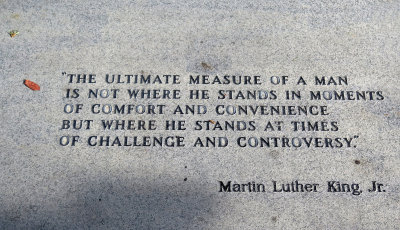 "THE ULTIMATE MEASURE OF A MAN
IS NOT WHERE HE STANDS IN MOMENTS
OF COMFORT AND CONVENIENCE
BUT WHERE HE STANDS AT TIMES
OF CHALLENGE AND CONTROVERSY."
Martin Luther King, Jr.